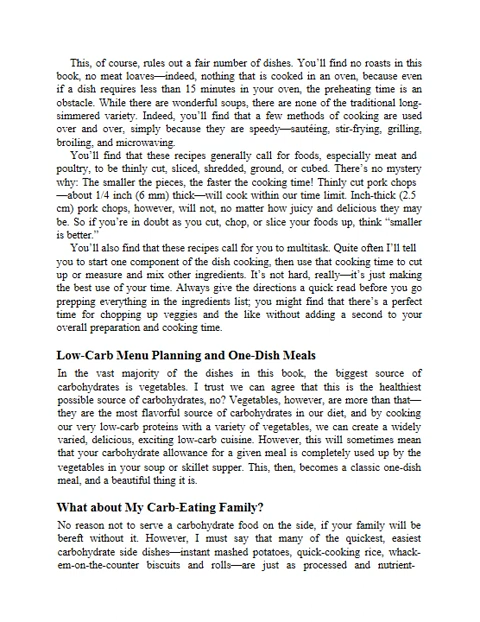 This, of course, rules out a fair number of dishes. You’ll find no roasts in this
book, no meat loaves—indeed, nothing that is cooked in an oven, because even
if a dish requires less than 15 minutes in your oven, the preheating time is an
obstacle. While there are wonderful soups, there are none of the traditional long-
simmered variety. Indeed, you’ll find that a few methods of cooking are used
over and over, simply because they are speedy—sautéing, stir-frying, grilling,
broiling, and microwaving.
You’ll find that these recipes generally call for foods, especially meat and
poultry, to be thinly cut, sliced, shredded, ground, or cubed. There’s no mystery
why: The smaller the pieces, the faster the cooking time! Thinly cut pork chops
—about 1/4 inch (6 mm) thick—will cook within our time limit. Inch-thick (2.5
cm) pork chops, however, will not, no matter how juicy and delicious they may
be. So if you’re in doubt as you cut, chop, or slice your foods up, think “smaller
is better.”
You’ll also find that these recipes call for you to multitask. Quite often I’ll tell
you to start one component of the dish cooking, then use that cooking time to cut
up or measure and mix other ingredients. It’s not hard, really—it’s just making
the best use of your time. Always give the directions a quick read before you go
prepping everything in the ingredients list; you might find that there’s a perfect
time for chopping up veggies and the like without adding a second to your
overall preparation and cooking time.
Low-Carb Menu Planning and One-Dish Meals
In the vast majority of the dishes in this book, the biggest source of
carbohydrates is vegetables. I trust we can agree that this is the healthiest
possible source of carbohydrates, no? Vegetables, however, are more than that—
they are the most flavorful source of carbohydrates in our diet, and by cooking
our very low-carb proteins with a variety of vegetables, we can create a widely
varied, delicious, exciting low-carb cuisine. However, this will sometimes mean
that your carbohydrate allowance for a given meal is completely used up by the
vegetables in your soup or skillet supper. This, then, becomes a classic one-dish
meal, and a beautiful thing it is.
What about My Carb-Eating Family?
No reason not to serve a carbohydrate food on the side, if your family will be
bereft without it. However, I must say that many of the quickest, easiest
carbohydrate side dishes—instant mashed potatoes, quick-cooking rice, whack-
em-on-the-counter biscuits and rolls—are just as processed and nutrient-